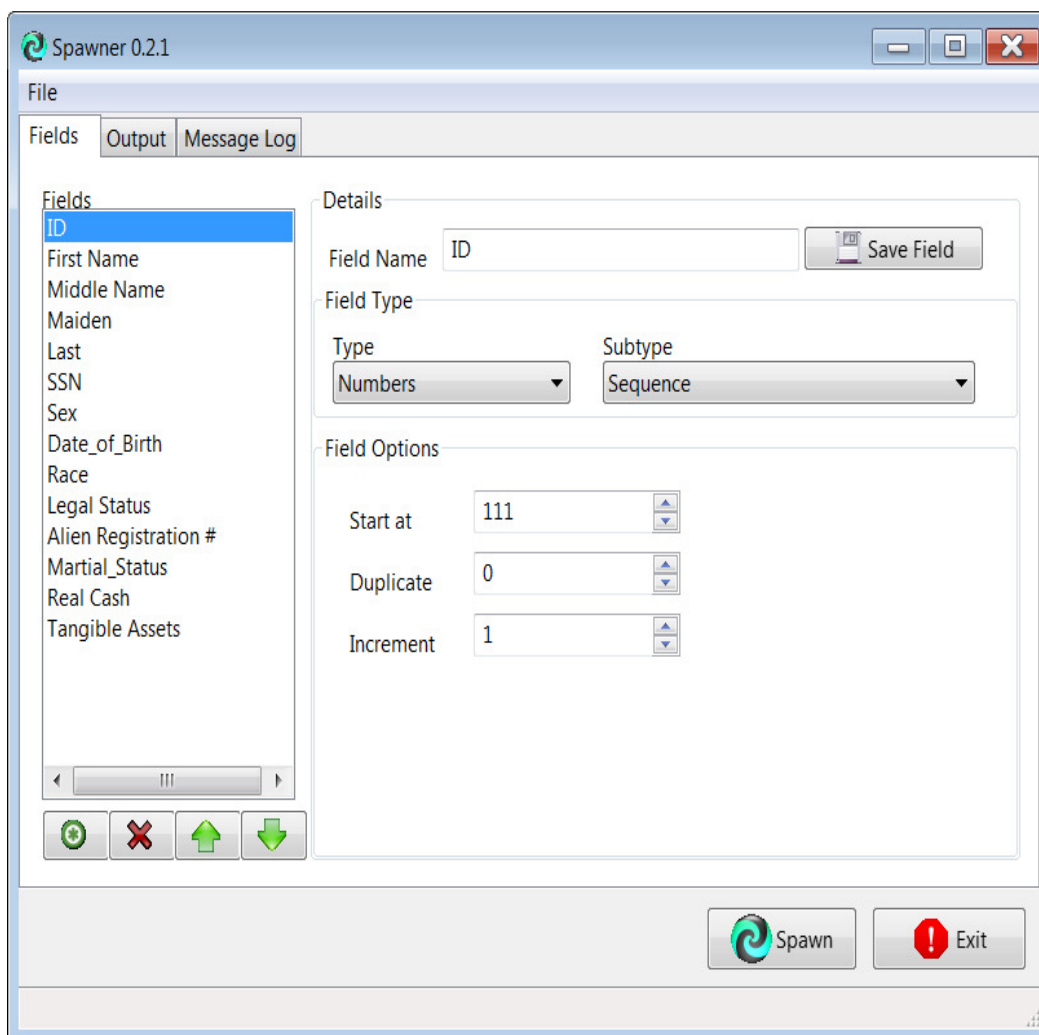 Spawner 0.2.1
File
Fields Output Message Log
Fields
ID
First Name
Middle Name
Maiden
Last
SSN
Sex
Date_of_Birth
Race
Legal Status
Alien Registration #
Martial_Status
Real Cash
Tangible Assets
Details
Field Name ID Save Field
Field Type
Type Subtype
Numbers Sequence
Field Options
Start at 111
Duplicate 0
Increment 1
Spawn Exit